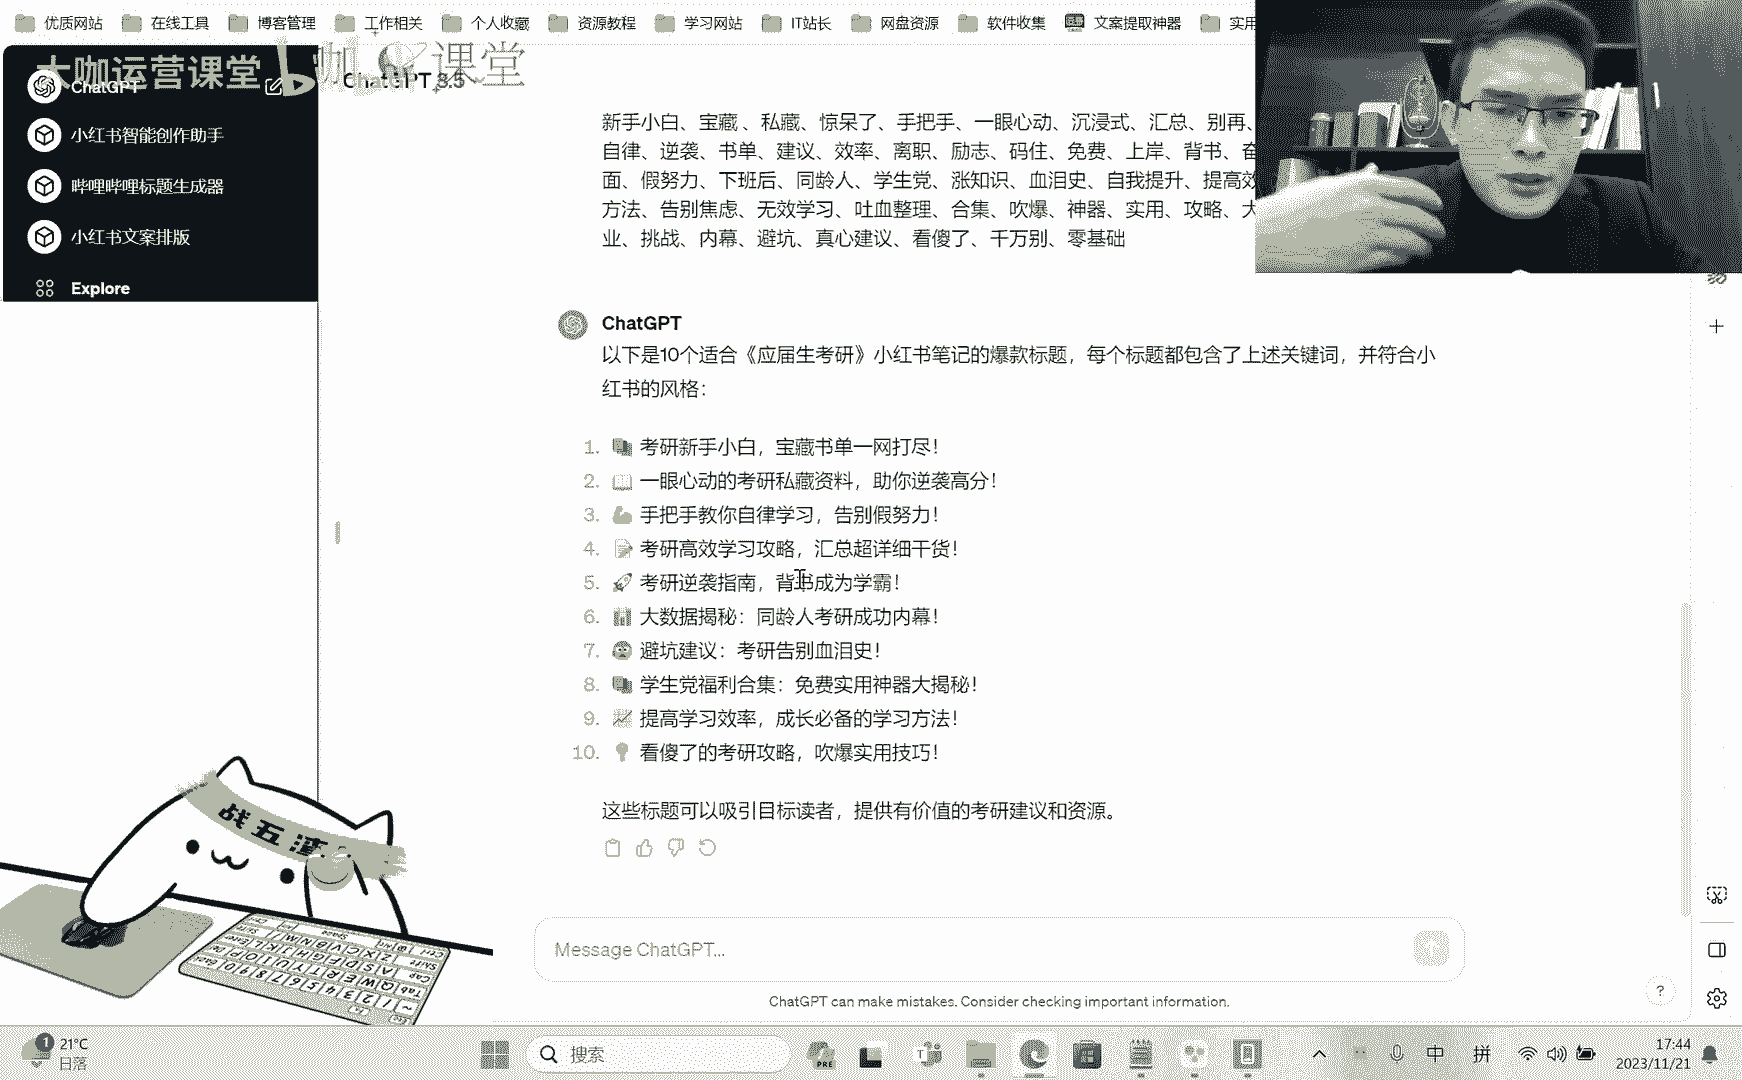 优质网站 在线工具 博客管理 工作相关 个人收藏 资源教程 学习网站 IT站长 网盘资源 软件收集 文案提取神器
大咖运营课堂
课堂
ChatGPT
ChatGPT 3.5
小红书智能创作助手
哔哩哔哩标题生成器
小红书文案排版
Explore
新手小白、宝藏、私藏、惊呆了、手把手、一眼心动、沉浸式、汇总、别再、
自律、逆袭、书单、建议、效率、离职、励志、码住、免费、上岸、背书、
面、假努力、下班后、同龄人、学生党、涨知识、血泪史、自我提升、提高
方法、告别焦虑、无效学习、吐血整理、合集、吹爆、神器、实用、攻略、大
业、挑战、内幕、避坑、真心建议、看傻了、千万别、零基础
ChatGPT
以下是10个适合《应届生考研》小红书笔记的爆款标题，每个标题都包含了上述关键词，并符合小
红书的风格：
1. 考研新手小白，宝藏书单一网打尽！
2. 一眼心动的考研私藏资料，助你逆袭高分！
3. 手把手教你自律学习，告别假努力！
4. 考研高效学习攻略，汇总超详细干货！
5. 考研逆袭指南，背书成为学霸！
6. 大数据揭秘：同龄人考研成功内幕！
7. 避坑建议：考研告别血泪史！
8. 学生党福利合集：免费实用神器大揭秘！
9. 提高学习效率，成长必备的学习方法！
10. 看傻了的考研攻略，吹爆实用技巧！
这些标题可以吸引目标读者，提供有价值的考研建议和资源。
战五渣
Message ChatGPT...
ChatGPT can make mistakes. Consider checking important information.
?
1
21°C
日落
搜索
PRE
中 拼
17:44
2023/11/21